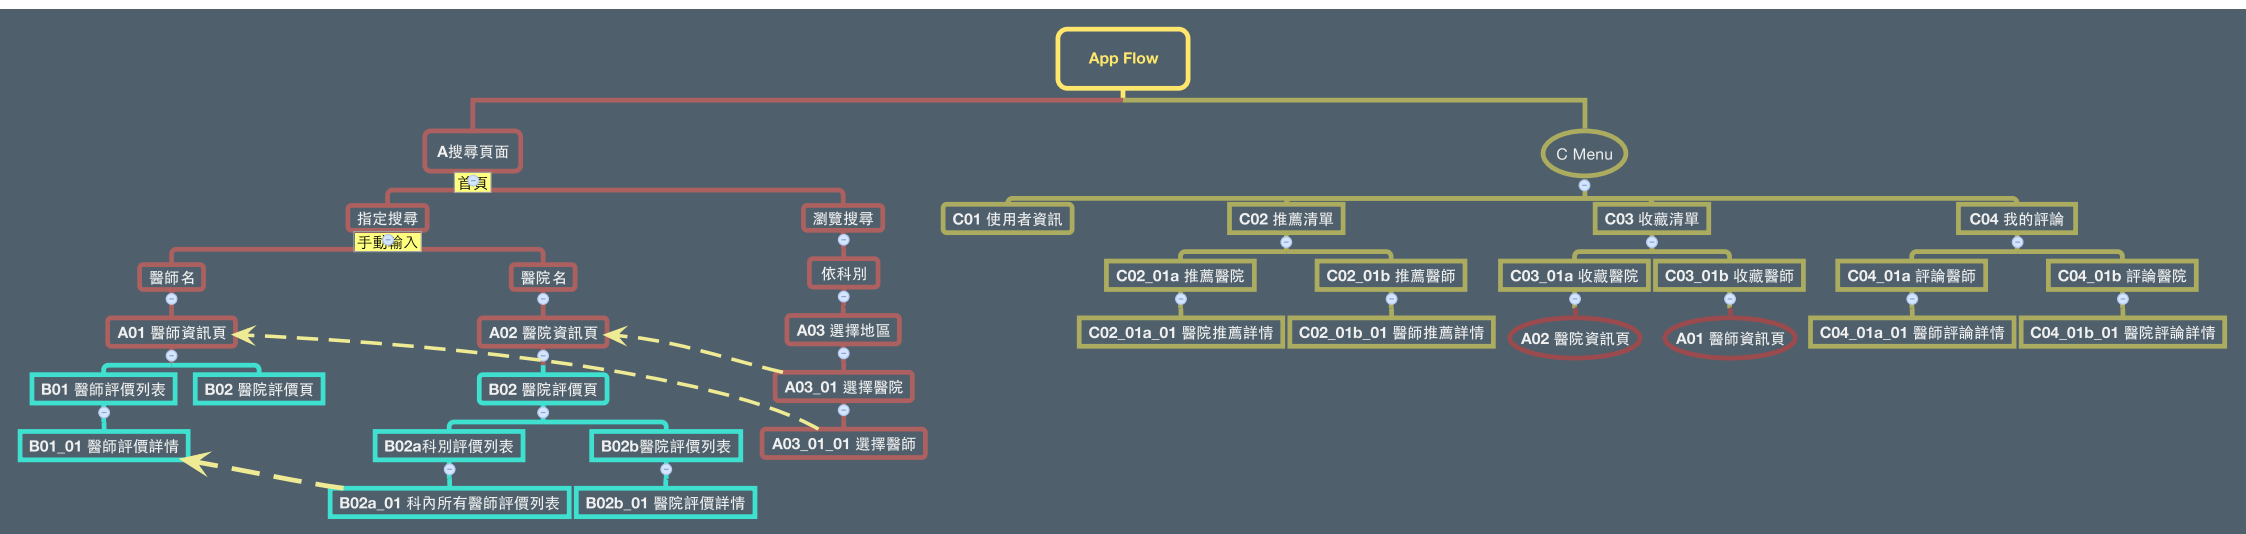 App Flow
A搜尋頁面
C Menu
首頁
指定搜尋
瀏覽搜尋
C01 使用者資訊
C02 推薦清單
C03 收藏清單
C04 我的評論
手動輸入
醫師名
醫院名
依科別
C02_01a 推薦醫院
C02_01b 推薦醫師
C03_01a 收藏醫院
C03_01b 收藏醫師
C04_01a 評論醫師
C04_01b 評論醫院
A01 醫師資訊頁
A02 醫院資訊頁
A03 選擇地區
C02_01a_01 醫院推薦詳情
C02_01b_01 醫師推薦詳情
A02 醫院資訊頁
A01 醫師資訊頁
C04_01a_01 醫師評論詳情
C04_01b_01 醫院評論詳情
B01 醫師評價列表
B02 醫院評價頁
B02 醫院評價頁
A03_01 選擇醫院
B01_01 醫師評價詳情
B02a科別評價列表
B02b醫院評價列表
A03_01_01 選擇醫師
B02a_01 科內所有醫師評價列表
B02b_01 醫院評價詳情